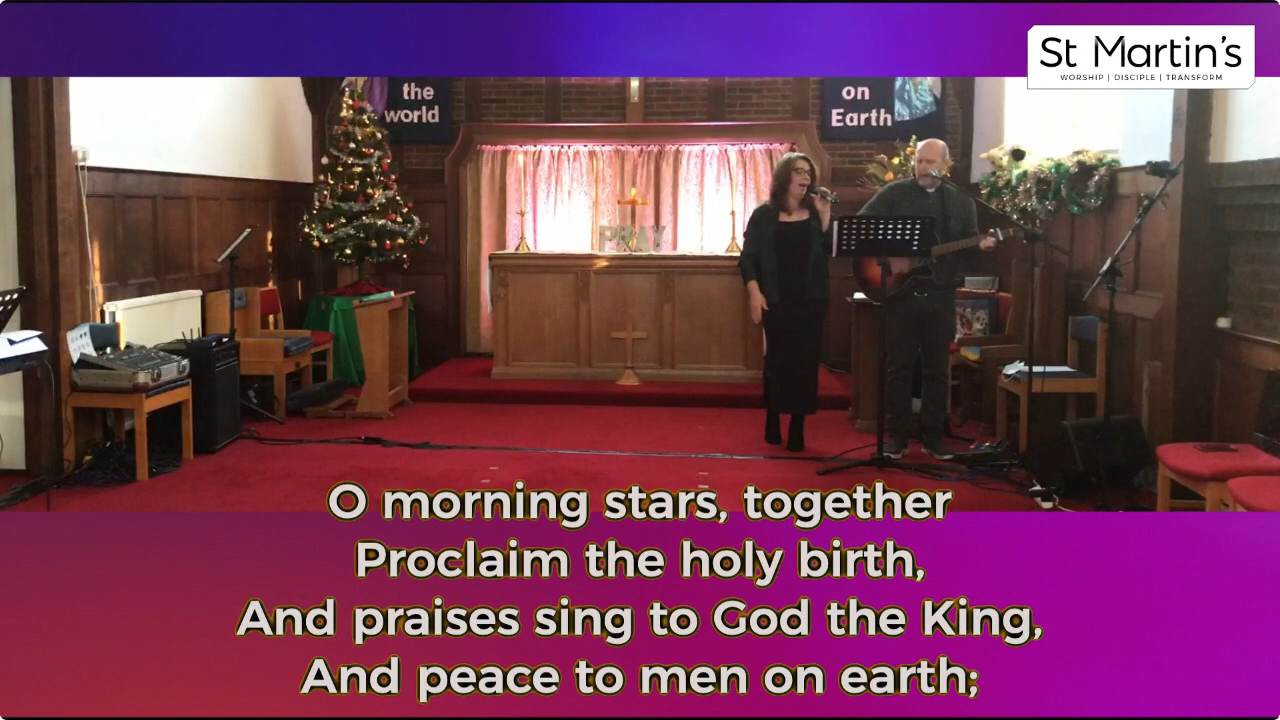 St Martin's
WORSHIP | DISCIPLE | TRANSFORM
the
world
on
Earth
PRAY
O morning stars, together
Proclaim the holy birth,
And praises sing to God the King,
And peace to men on earth;